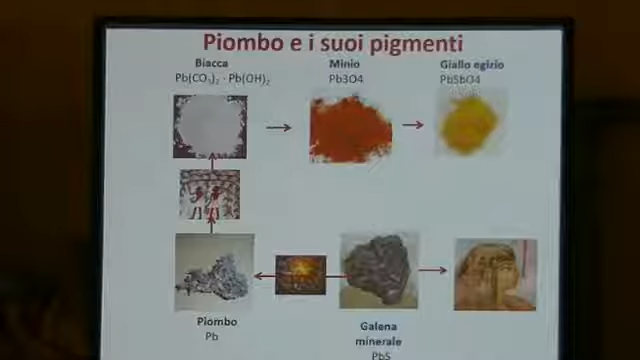 Piombo e i suoi pigmenti
Biacca
Pb(CO3)2 · Pb(OH)2
Minio
Pb3O4
Giallo egizio
PbSbO4
Piombo
Pb
Galena
minerale
PbS